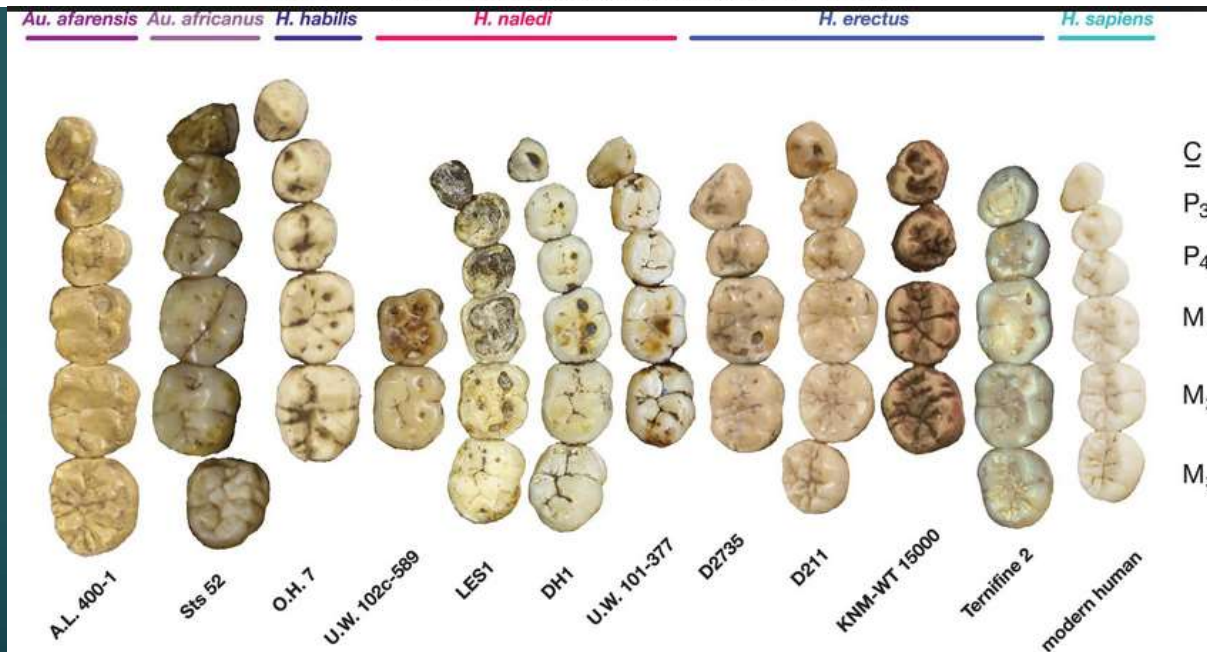 Au. afarensis Au. africanus H. habilis H. naledi H. erectus H. sapiens
C
P3
P4
M
M
M
A.L. 400-1 Sts 52 O.H. 7 U.W. 102c-589 LES1 DH1 U.W. 101-377 D2735 D211 KNM-WT 15000 Ternifine 2 modern human